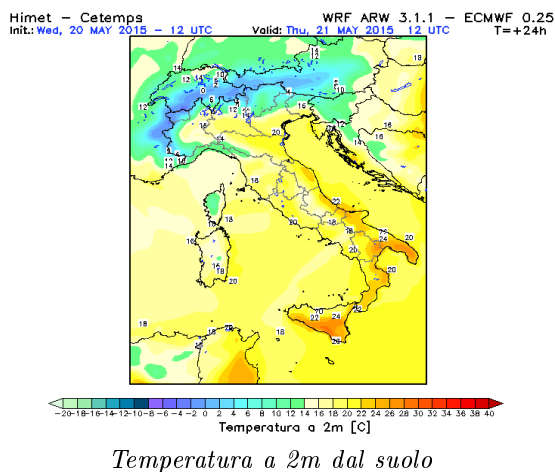 Himet – Cetemps WRF ARW 3.1.1 – ECMWF 0.25
Init.: Wed, 20 MAY 2015 – 12 UTC Valid: Thu, 21 MAY 2015 – 12 UTC T=+24h
-20 -18 -16 -14 -12 -10 -8 -6 -4 -2 0 2 4 6 8 10 12 14 16 18 20 22 24 26 28 30 32 34 36 38 40
Temperatura a 2m [C]
Temperatura a 2m dal suolo